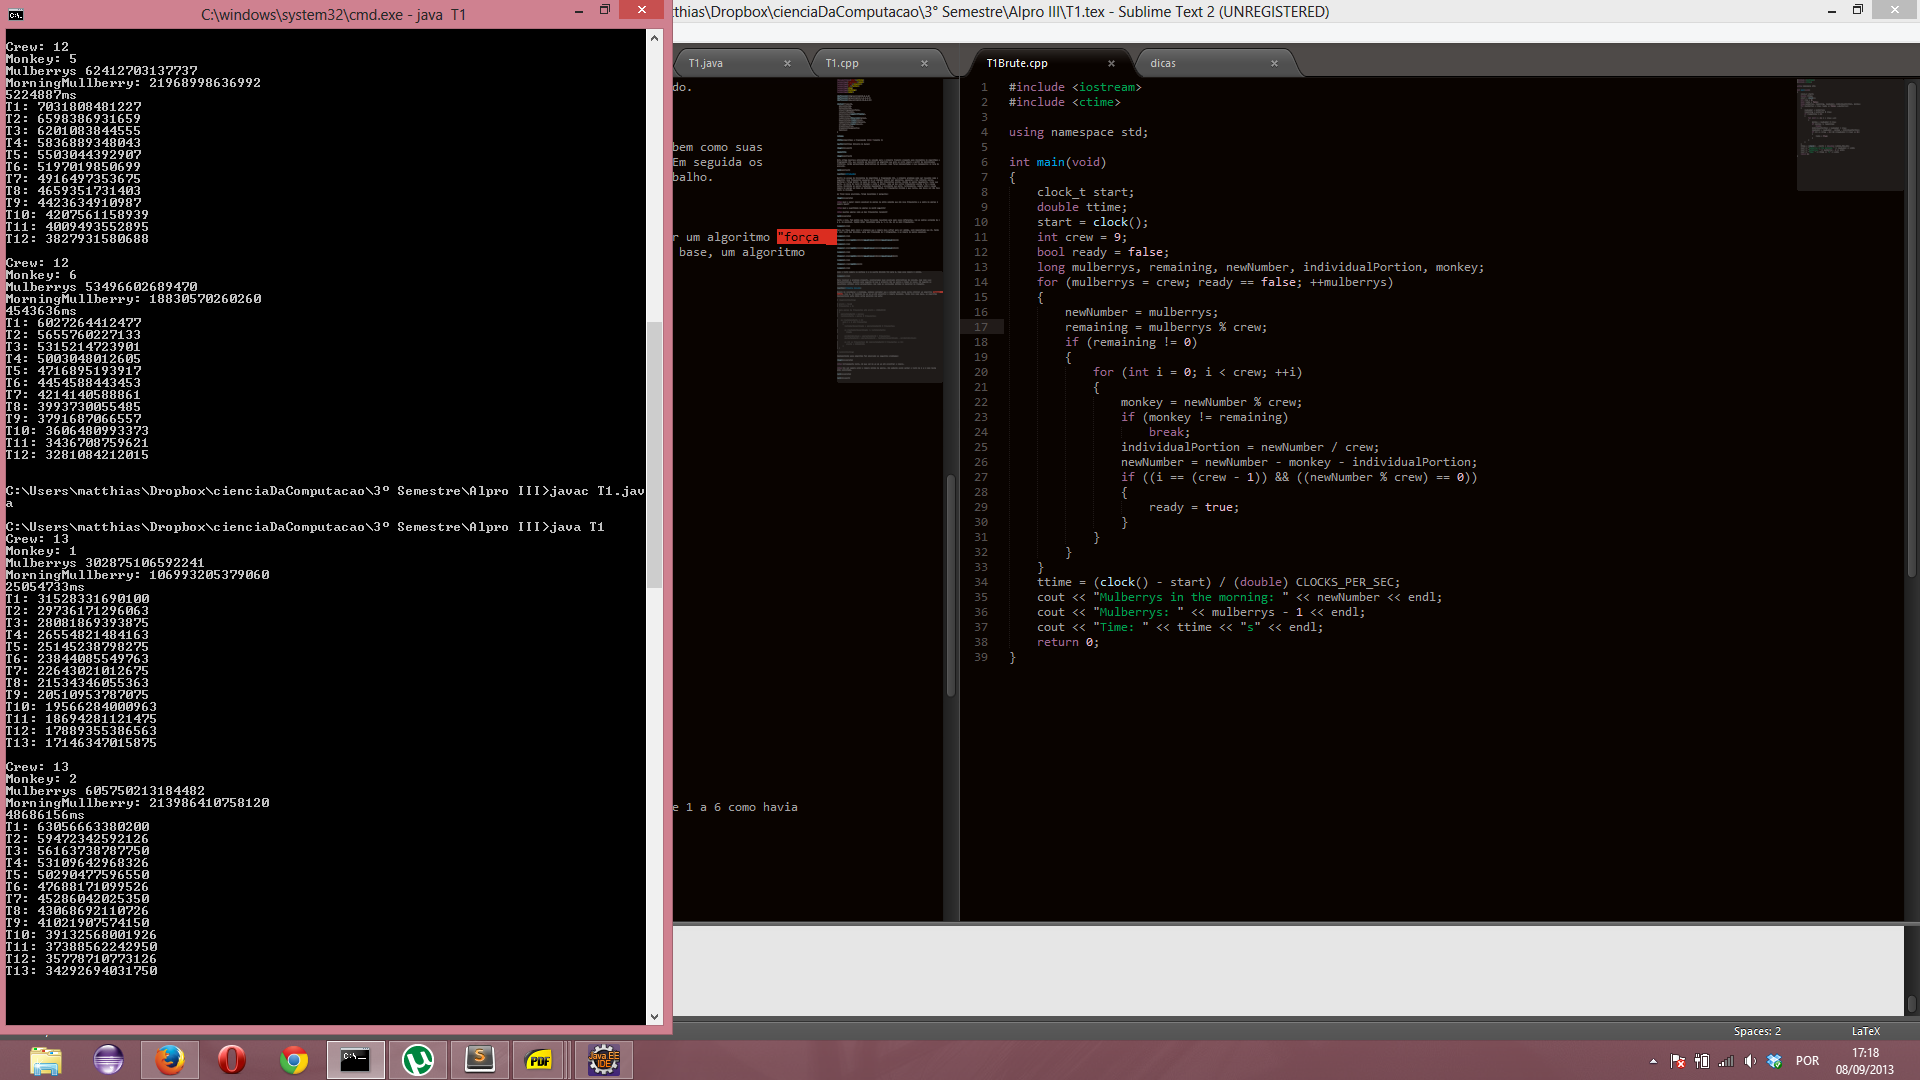 C:\windows\system32\cmd.exe - java T1
Crew: 12
Monkey: 5
Mulberrys 62412703137737
MorningMullberry: 21968998636992
5224887ms
T1: 7031808481227
T2: 6598386931659
T3: 6201083844555
T4: 5836889348043
T5: 5503044392907
T6: 5197019850699
T7: 4916497353675
T8: 4659351731403
T9: 4423634910987
T10: 4207561158939
T11: 4009493552895
T12: 3827931580688
Crew: 12
Monkey: 6
Mulberrys 53496602689470
MorningMullberry: 18830570260260
4543636ms
T1: 6027264412477
T2: 5655760227133
T3: 5315214723901
T4: 5003048012605
T5: 4716895193917
T6: 4454588443453
T7: 4214140588861
T8: 3993730055485
T9: 3791687066557
T10: 3606480993373
T11: 3436708759621
T12: 3281084212015
C:\Users\matthias\Dropbox\cienciaDaComputacao\3º Semestre\Alpro III>javac T1.jav
a
C:\Users\matthias\Dropbox\cienciaDaComputacao\3º Semestre\Alpro III>java T1
Crew: 13
Monkey: 1
Mulberrys 302875106592241
MorningMullberry: 106993205379060
25054733ms
T1: 31528331690100
T2: 29736171296063
T3: 28081869393875
T4: 26554821484163
T5: 25145238798275
T6: 23844085549763
T7: 22643021012675
T8: 21534346055363
T9: 20510953787075
T10: 19566284000963
T11: 18694281121475
T12: 17889355386563
T13: 17146347015875
Crew: 13
Monkey: 2
Mulberrys 605750213184482
MorningMullberry: 213986410758120
48686156ms
T1: 63056663380200
T2: 59472342592126
T3: 56163738787750
T4: 53109642968326
T5: 50290477596550
T6: 47688171099526
T7: 45286042025350
T8: 43068692110726
T9: 41021907574150
T10: 39132568001926
T11: 37388562242950
T12: 35778710773126
T13: 34292694031750
tthias\Dropbox\cienciaDaComputacao\3° Semestre\Alpro III\T1.tex - Sublime Text 2 (UNREGISTERED)
T1.java
T1.cpp
do.
bem como suas
Em seguida os
balho.
r um algoritmo "força
base, um algoritmo
e 1 a 6 como havia
T1Brute.cpp
dicas
1 #include <iostream>
2 #include <ctime>
3
4 using namespace std;
5
6 int main(void)
7 {
8 clock_t start;
9 double ttime;
10 start = clock();
11 int crew = 9;
12 bool ready = false;
13 long mulberrys, remaining, newNumber, individualPortion, monkey;
14 for (mulberrys = crew; ready == false; ++mulberrys)
15 {
16 newNumber = mulberrys;
17 remaining = mulberrys % crew;
18 if (remaining != 0)
19 {
20 for (int i = 0; i < crew; ++i)
21 {
22 monkey = newNumber % crew;
23 if (monkey != remaining)
24 break;
25 individualPortion = newNumber / crew;
26 newNumber = newNumber - monkey - individualPortion;
27 if ((i == (crew - 1)) && ((newNumber % crew) == 0))
28 {
29 ready = true;
30 }
31 }
32 }
33 }
34 ttime = (clock() - start) / (double) CLOCKS_PER_SEC;
35 cout << "Mulberrys in the morning: " << newNumber << endl;
36 cout << "Mulberrys: " << mulberrys - 1 << endl;
37 cout << "Time: " << ttime << "s" << endl;
38 return 0;
39 }
Spaces: 2
LaTeX
C:\_
PDF
Java EE
IDE
POR
17:18
08/09/2013